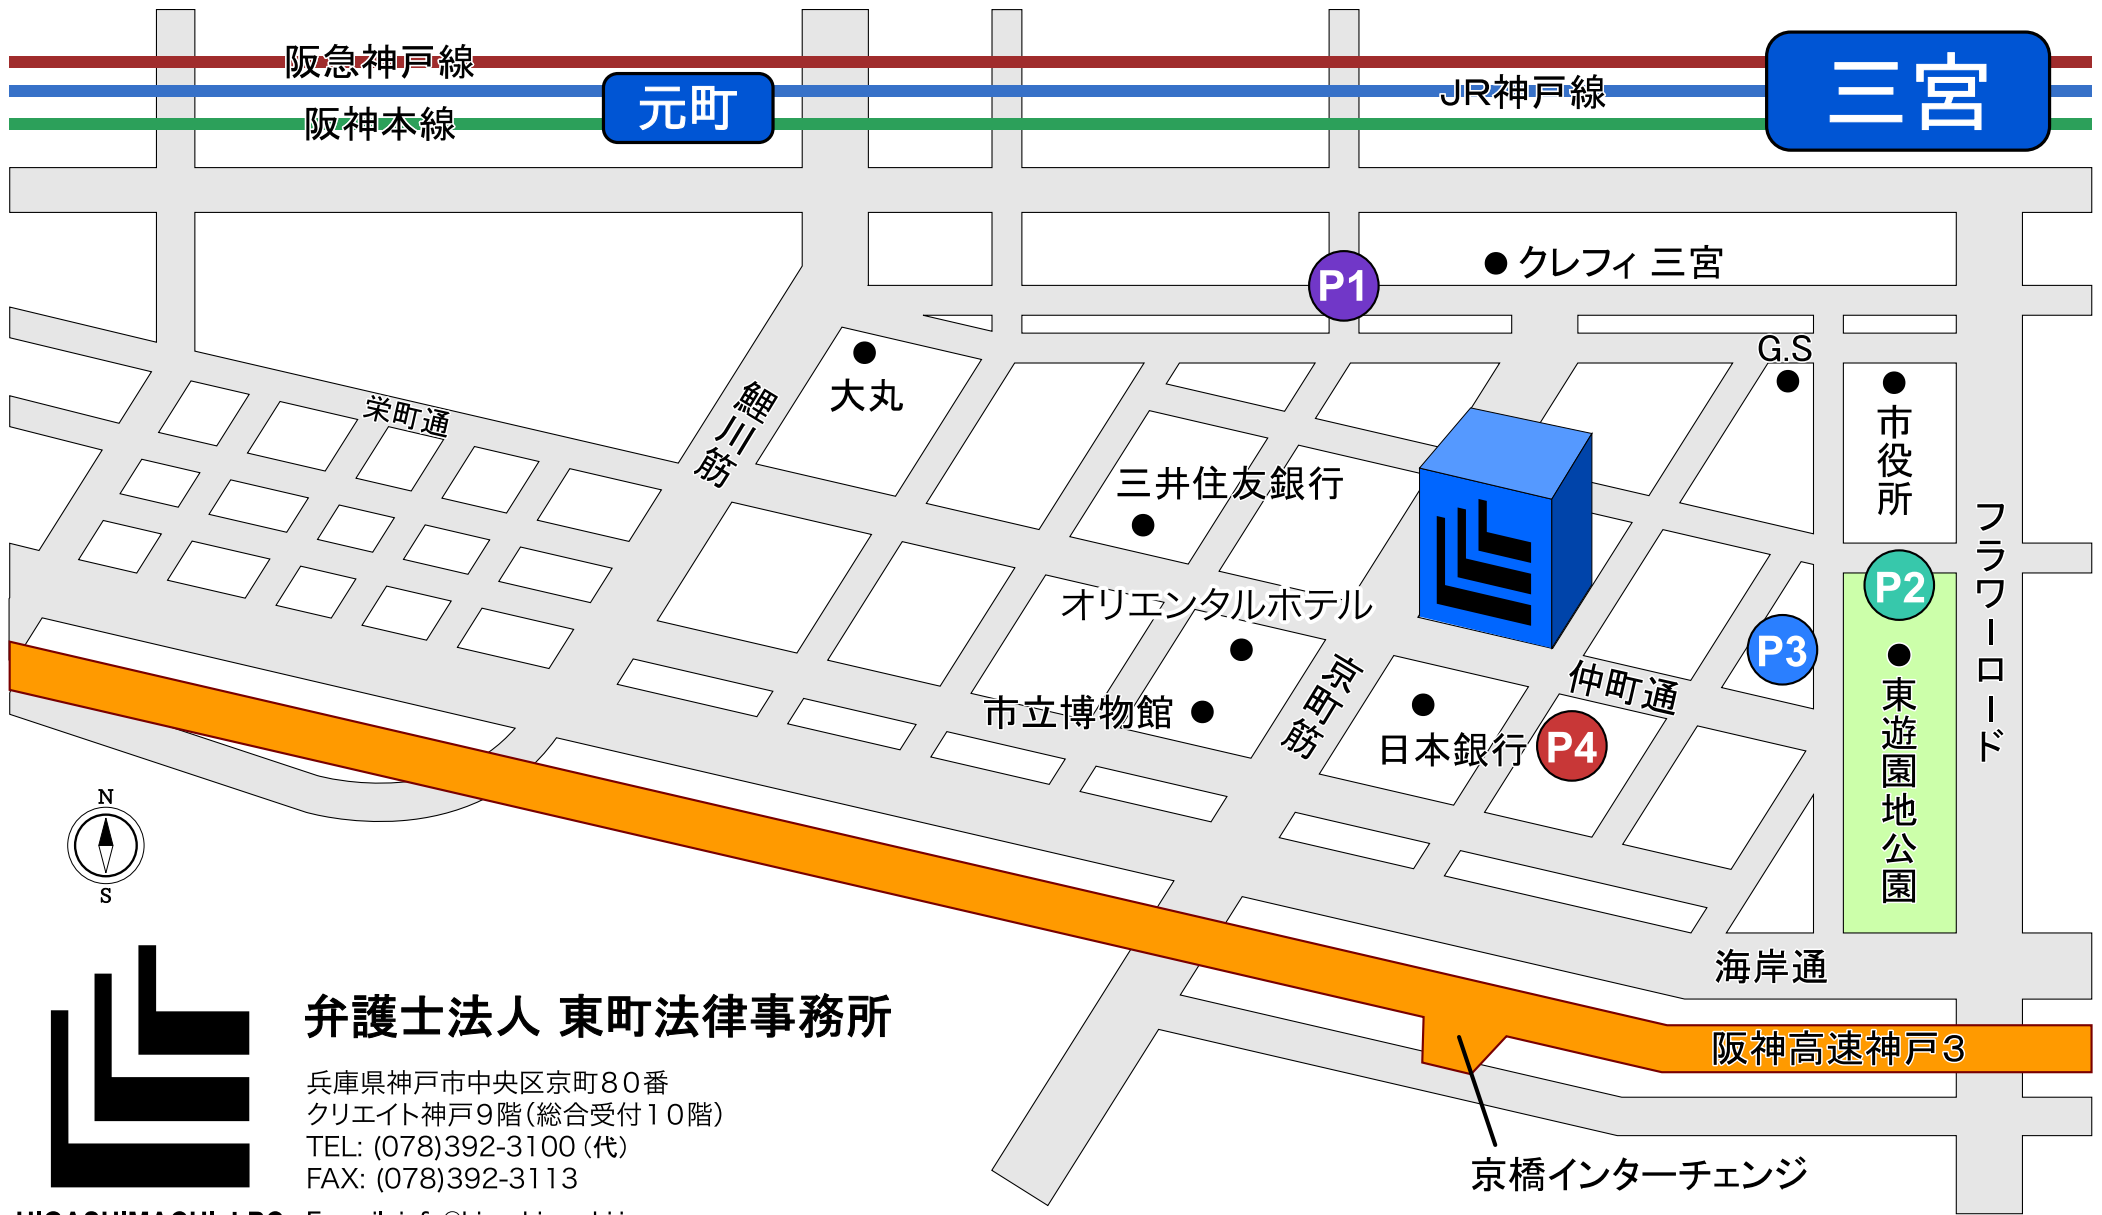 阪急神戸線
JR神戸線
阪神本線
元町
三宮
P1
クレフィ 三宮
G.S
大丸
鯉川筋
栄町通
市役所
三井住友銀行
フラワーロード
P2
オリエンタルホテル
P3
東遊園地公園
京町筋
仲町通
市立博物館
日本銀行
P4
N
S
海岸通
阪神高速神戸3
京橋インターチェンジ
弁護士法人 東町法律事務所
兵庫県神戸市中央区京町80番
クリエイト神戸9階(総合受付10階)
TEL: (078)392-3100 (代)
FAX: (078)392-3113